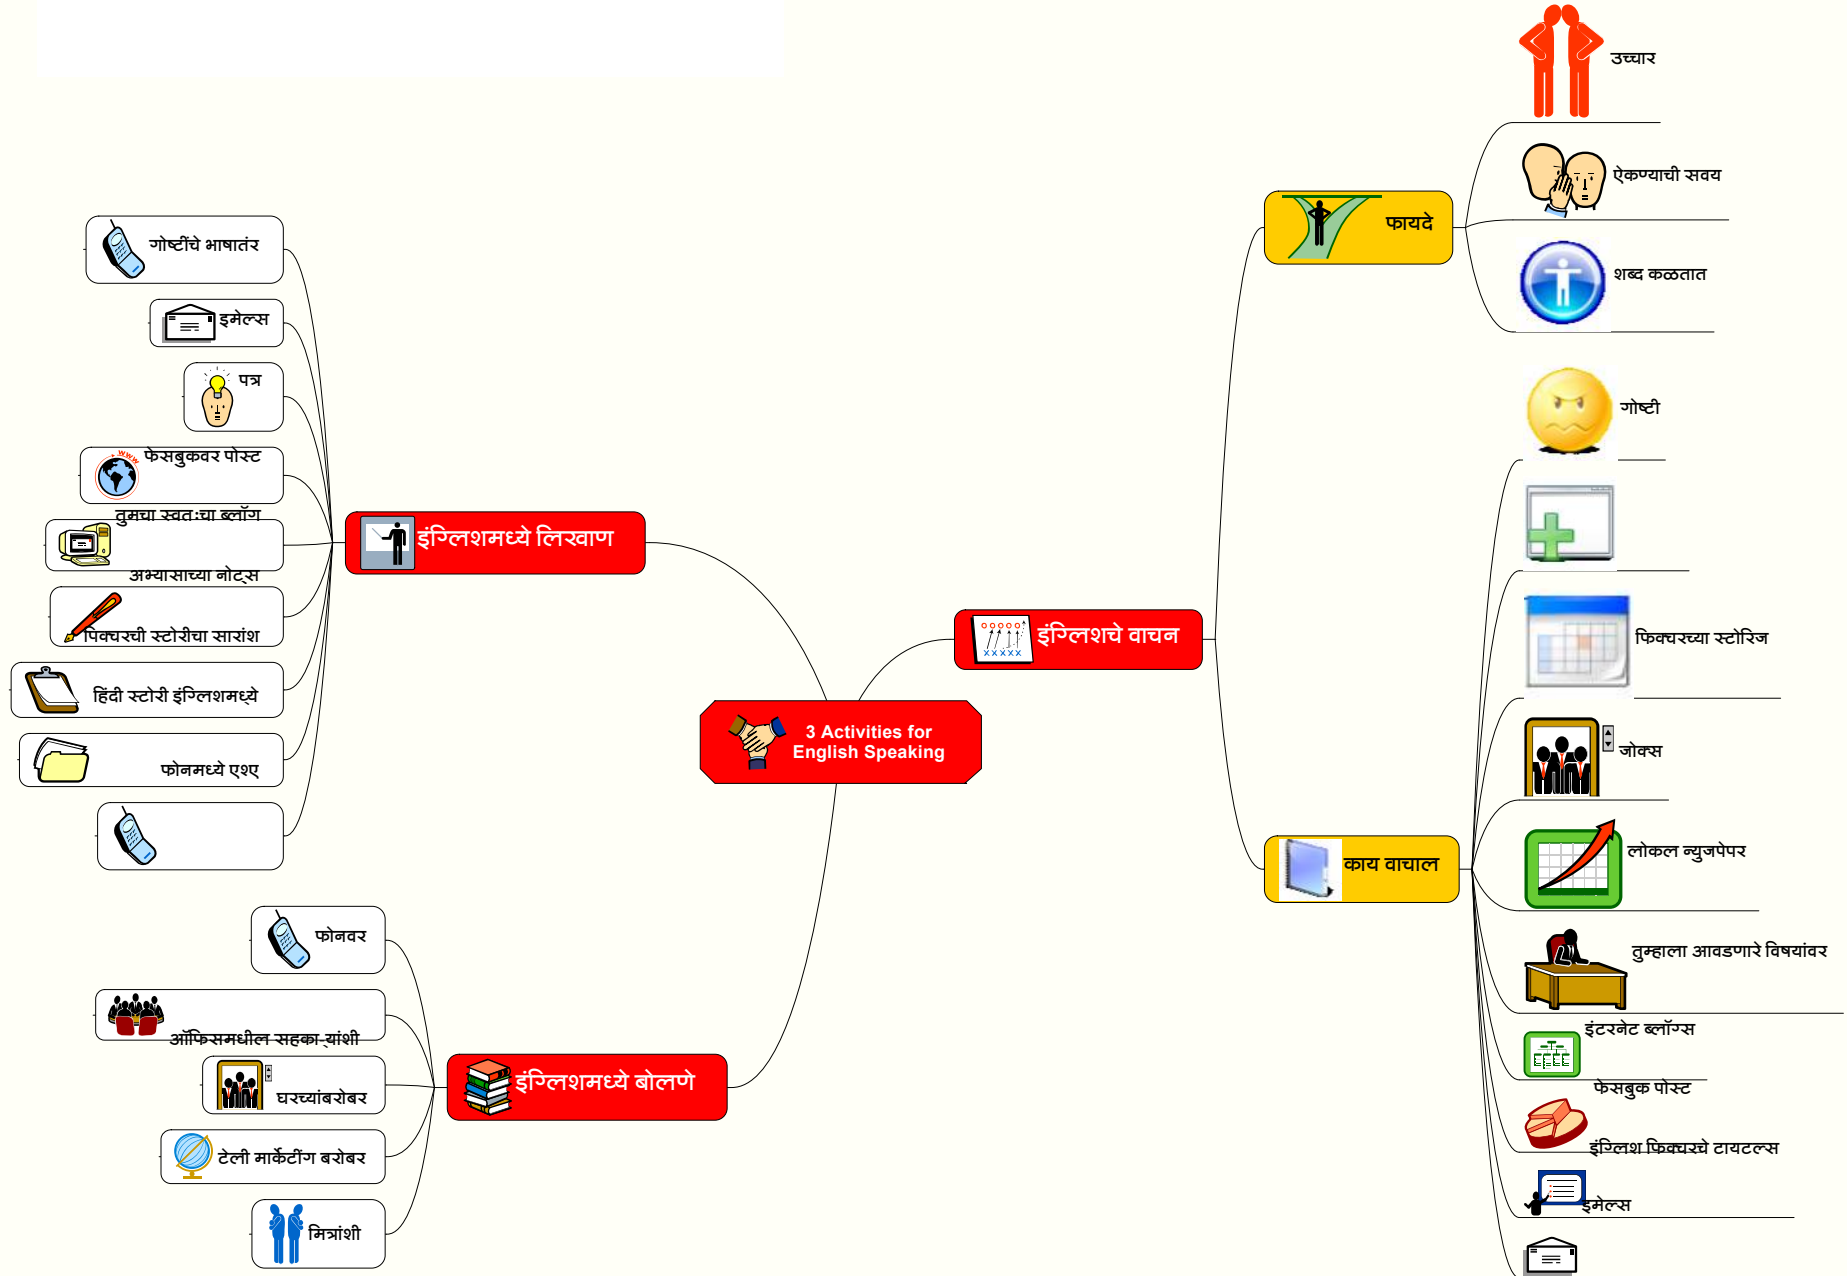 3 Activities for
English Speaking
इंग्लिशचे वाचन
फायदे
उच्चार
ऐकण्याची सवय
शब्द कळतात
काय वाचाल
गोष्टी
फिक्चरच्या स्टोरिज
जोक्स
लोकल न्युजपेपर
तुम्हाला आवडणारे विषयांवर
इंटरनेट ब्लॉग्स
फेसबुक पोस्ट
इंग्लिश फिक्चरचे टायटल्स
इमेल्स
इंग्लिशमध्ये बोलणे
फोनवर
ऑफिसमधील सहका-यांशी
घरच्यांबरोबर
टेली मार्केटींग बरोबर
मित्रांशी
इंग्लिशमध्ये लिखाण
गोष्टींचे भाषातंर
इमेल्स
पत्र
फेसबुकवर पोस्ट
तुमचा स्वतःचा ब्लॉग
अभ्यासाच्या नोट्स
पिक्चरची स्टोरीचा सारांश
हिंदी स्टोरी इंग्लिशमध्ये
फोनमध्ये एश्ए